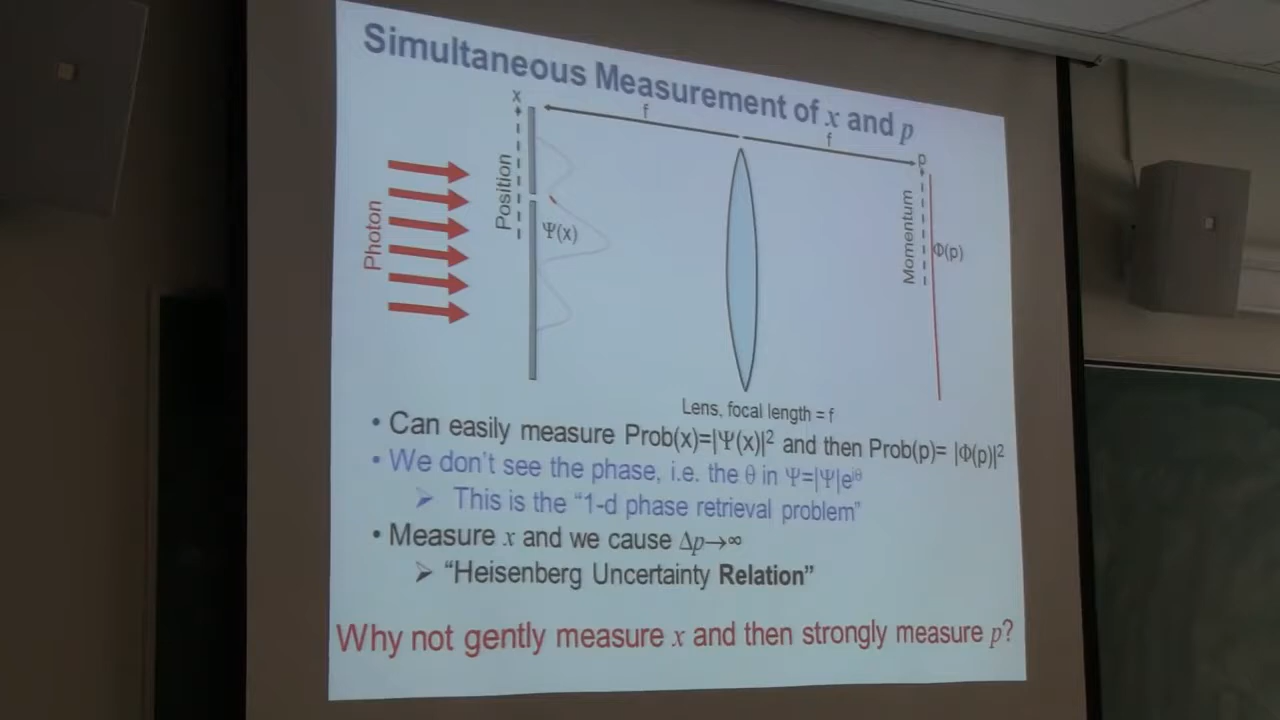 Simultaneous Measurement of x and p
x
f
f
p
Position
Photon
Ψ(x)
Momentum
Φ(p)
Lens, focal length = f
• Can easily measure Prob(x)=|Ψ(x)|² and then Prob(p)= |Φ(p)|²
• We don't see the phase, i.e. the θ in Ψ=|Ψ|e^iθ
➢ This is the "1-d phase retrieval problem"
• Measure x and we cause Δp→∞
➢ "Heisenberg Uncertainty Relation"
Why not gently measure x and then strongly measure p?